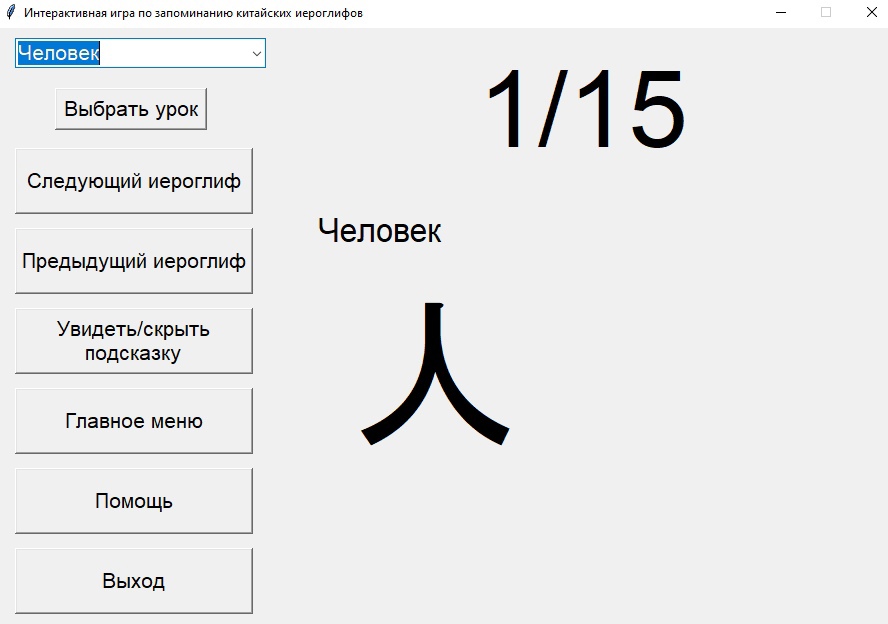 Интерактивная игра по запоминанию китайских иероглифов
Человек
Выбрать урок
Следующий иероглиф
Предыдущий иероглиф
Увидеть/скрыть
подсказку
Главное меню
Помощь
Выход
1/15
Человек
人